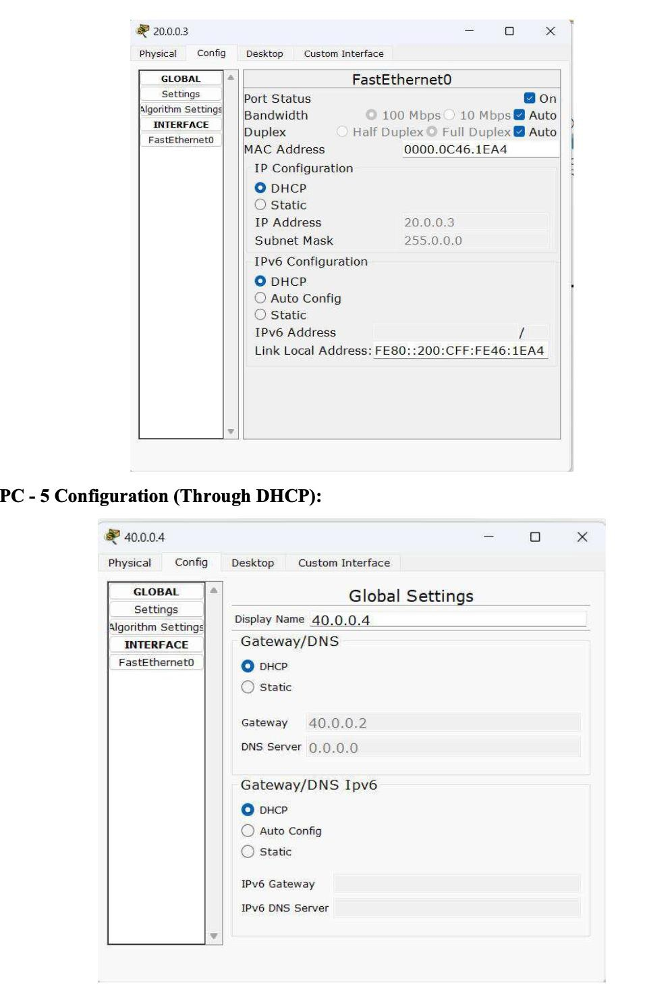 20.0.0.3
Physical Config Desktop Custom Interface
GLOBAL
Settings
Algorithm Settings
INTERFACE
FastEthernet0
FastEthernet0
Port Status On
Bandwidth 100 Mbps 10 Mbps Auto
Duplex Half Duplex Full Duplex Auto
MAC Address 0000.0C46.1EA4
IP Configuration
DHCP
Static
IP Address 20.0.0.3
Subnet Mask 255.0.0.0
IPv6 Configuration
DHCP
Auto Config
Static
IPv6 Address /
Link Local Address: FE80::200:CFF:FE46:1EA4
PC - 5 Configuration (Through DHCP):
40.0.0.4
Physical Config Desktop Custom Interface
GLOBAL
Settings
Algorithm Settings
INTERFACE
FastEthernet0
Global Settings
Display Name 40.0.0.4
Gateway/DNS
DHCP
Static
Gateway 40.0.0.2
DNS Server 0.0.0.0
Gateway/DNS Ipv6
DHCP
Auto Config
Static
IPv6 Gateway
IPv6 DNS Server